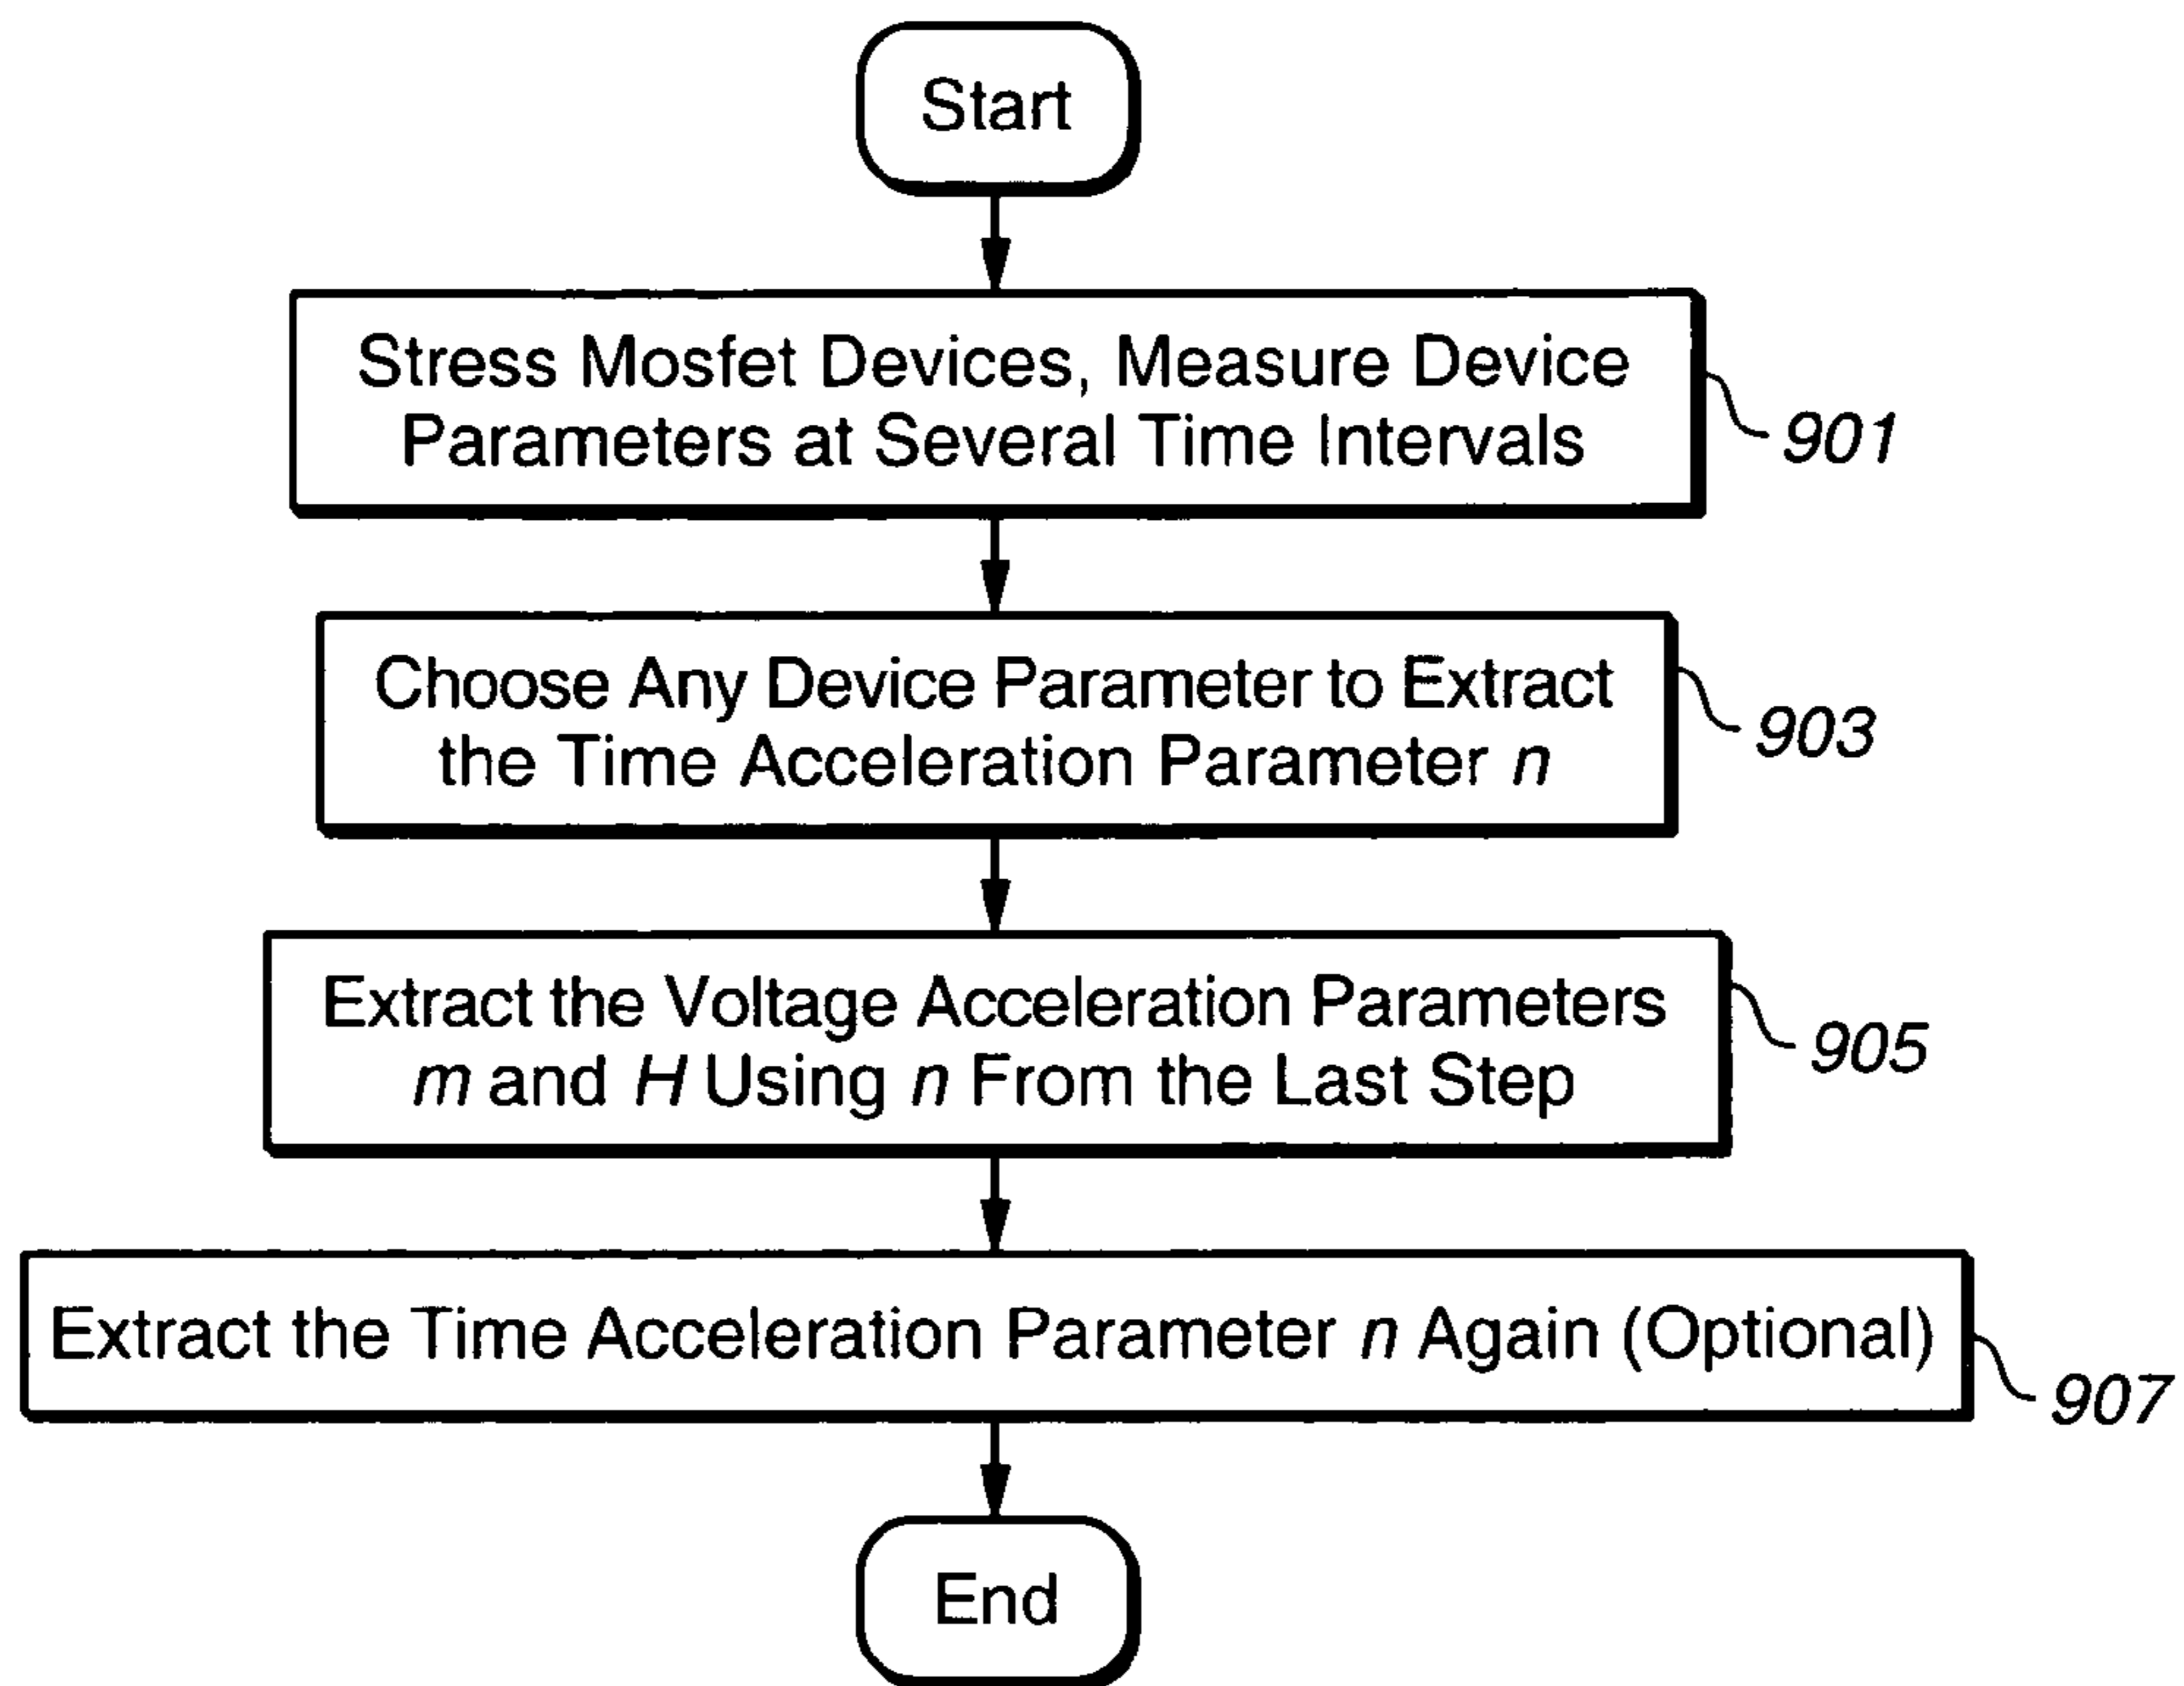 Start
Stress Mosfet Devices, Measure Device
Parameters at Several Time Intervals
901
Choose Any Device Parameter to Extract
the Time Acceleration Parameter n
903
Extract the Voltage Acceleration Parameters
m and H Using n From the Last Step
905
Extract the Time Acceleration Parameter n Again (Optional)
907
End